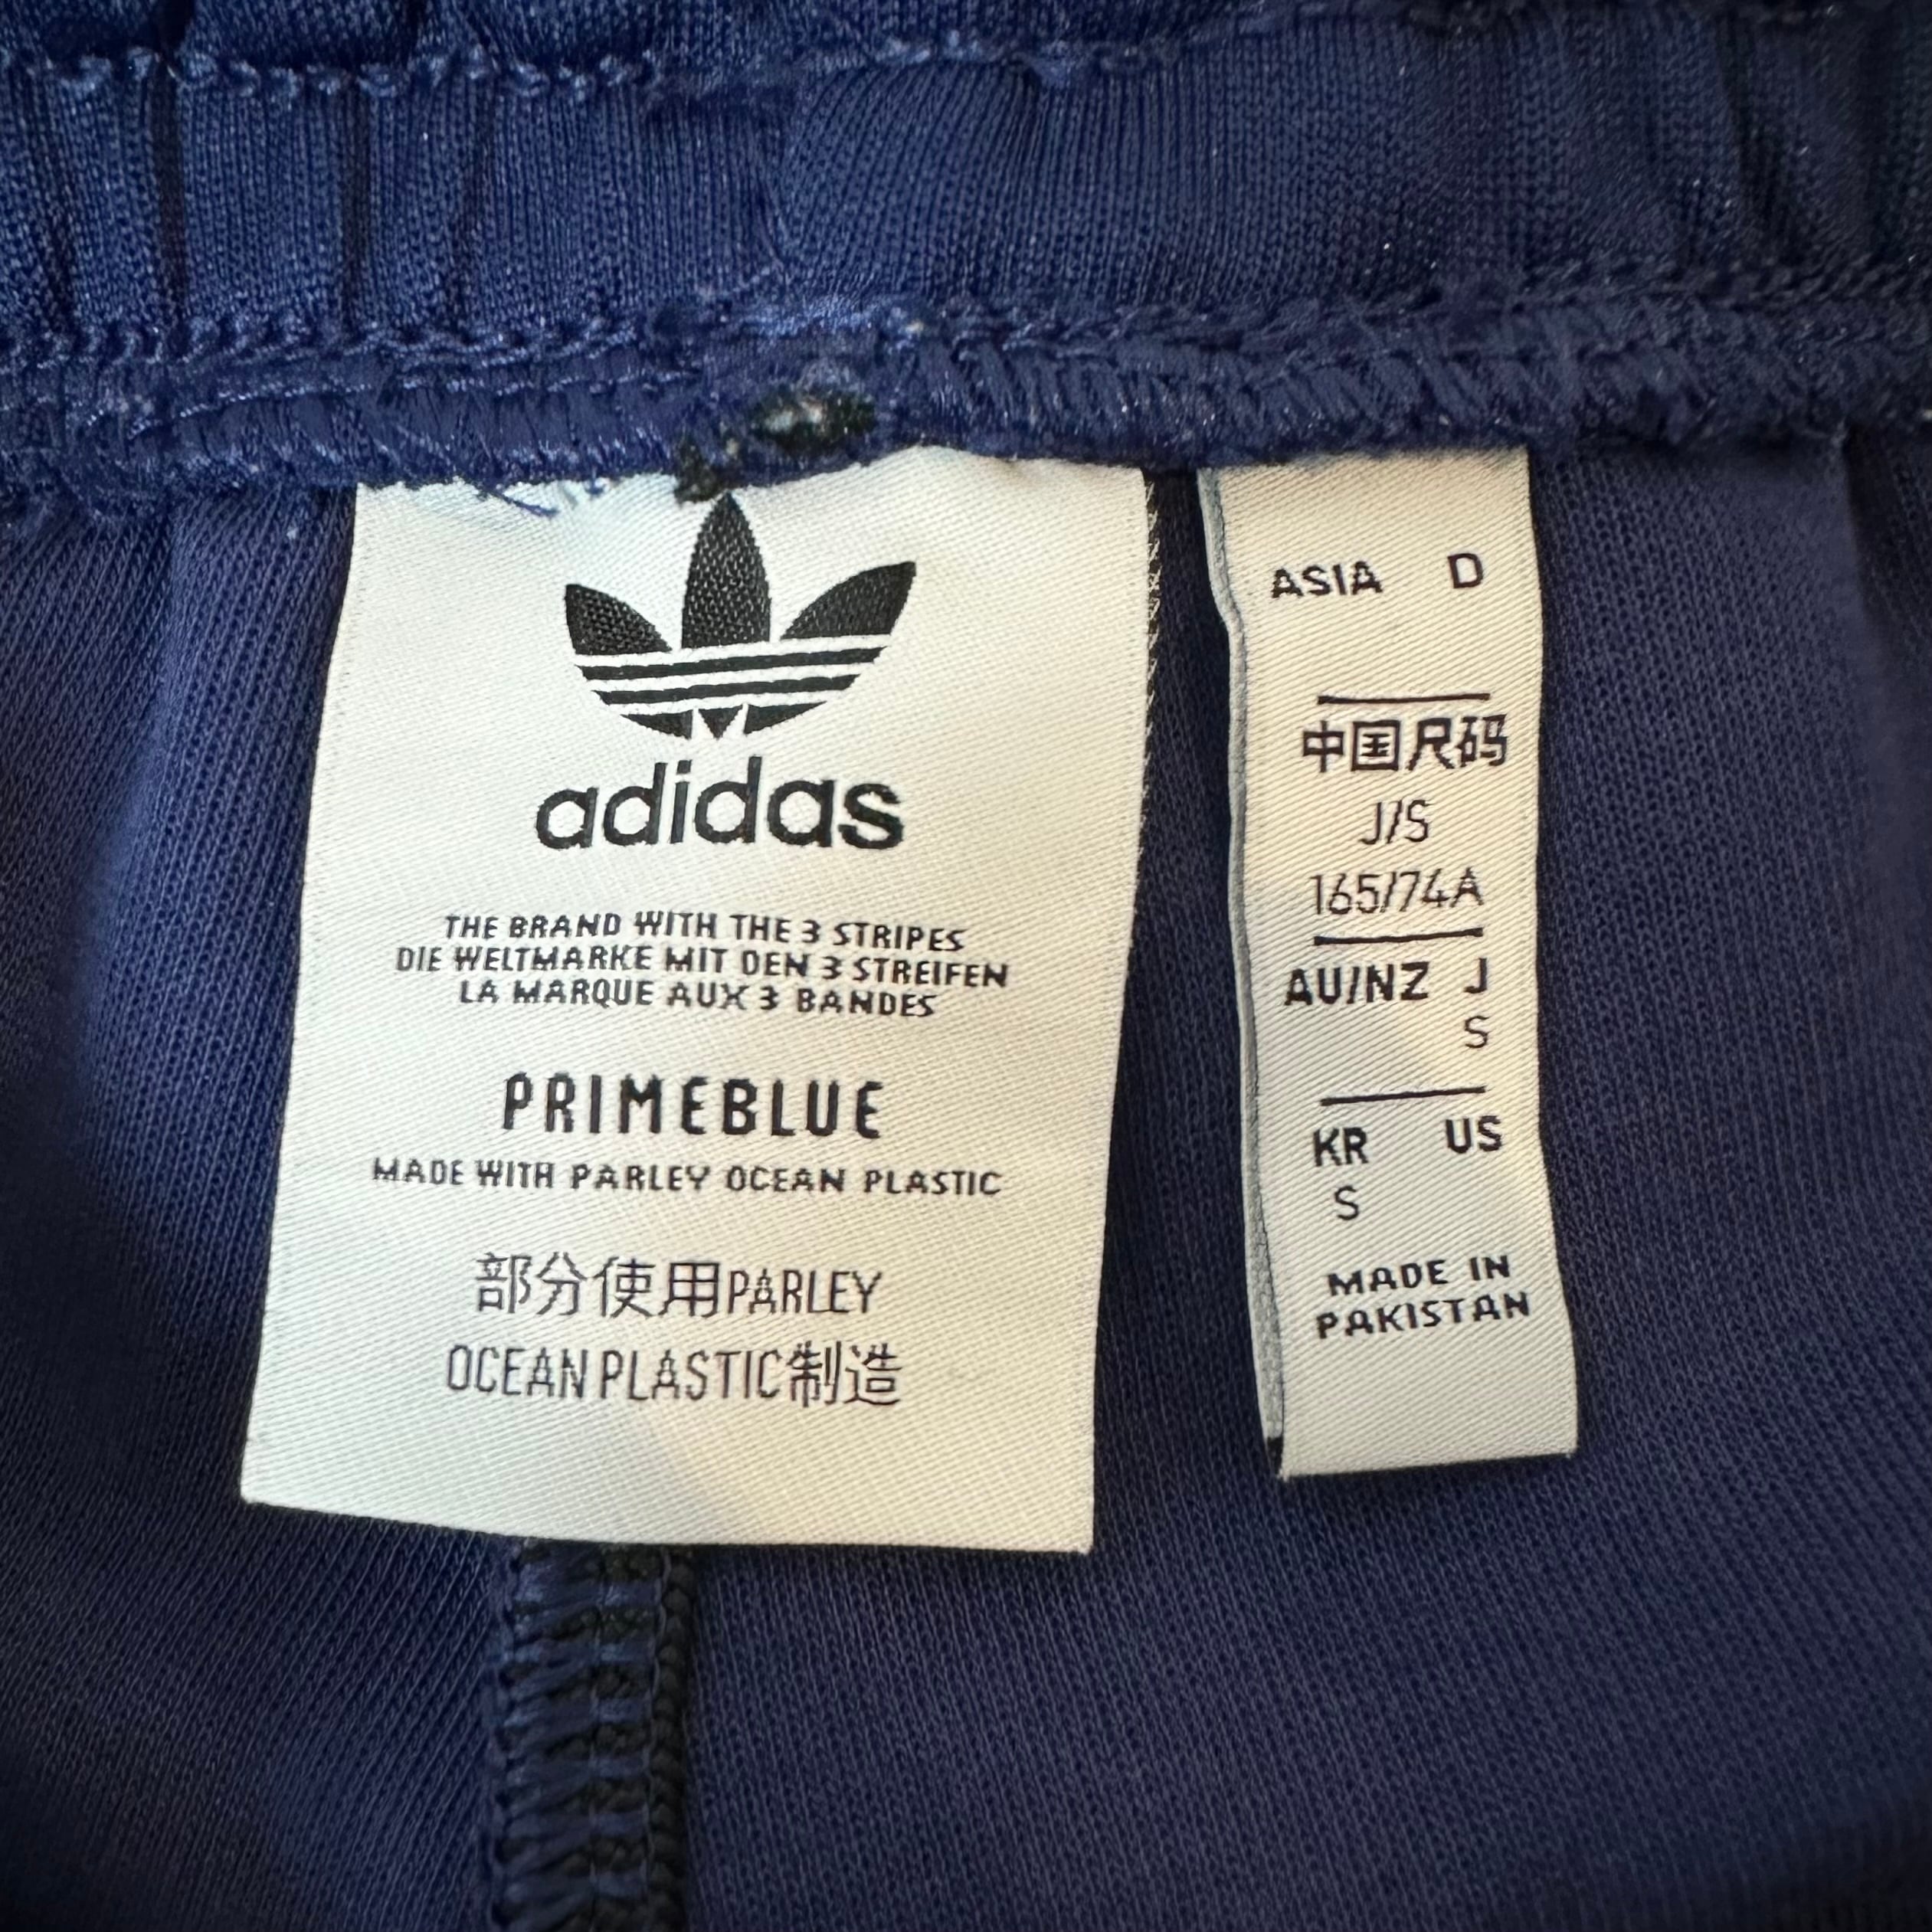 adidas
THE BRAND WITH THE 3 STRIPES
DIE WELTMARKE MIT DEN 3 STREIFEN
LA MARQUE AUX 3 BANDES
PRIMEBLUE
MADE WITH PARLEY OCEAN PLASTIC
部分使用PARLEY
OCEAN PLASTIC制造
ASIA D
中国尺码
J/S
165/74A
AU/NZ J
S
KR US
S
MADE IN
PAKISTAN